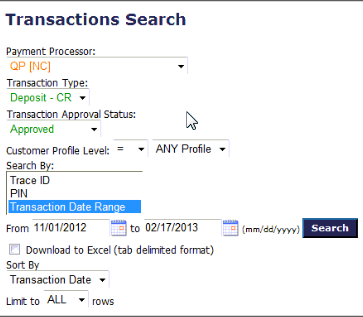 Transactions Search
Payment Processor:
QP [NC]
Transaction Type:
Deposit - CR
Transaction Approval Status:
Approved
Customer Profile Level: = ANY Profile
Search By:
Trace ID
PIN
Transaction Date Range
From 11/01/2012 to 02/17/2013 (mm/dd/yyyy) Search
Download to Excel (tab delimited format)
Sort By
Transaction Date
Limit to ALL rows